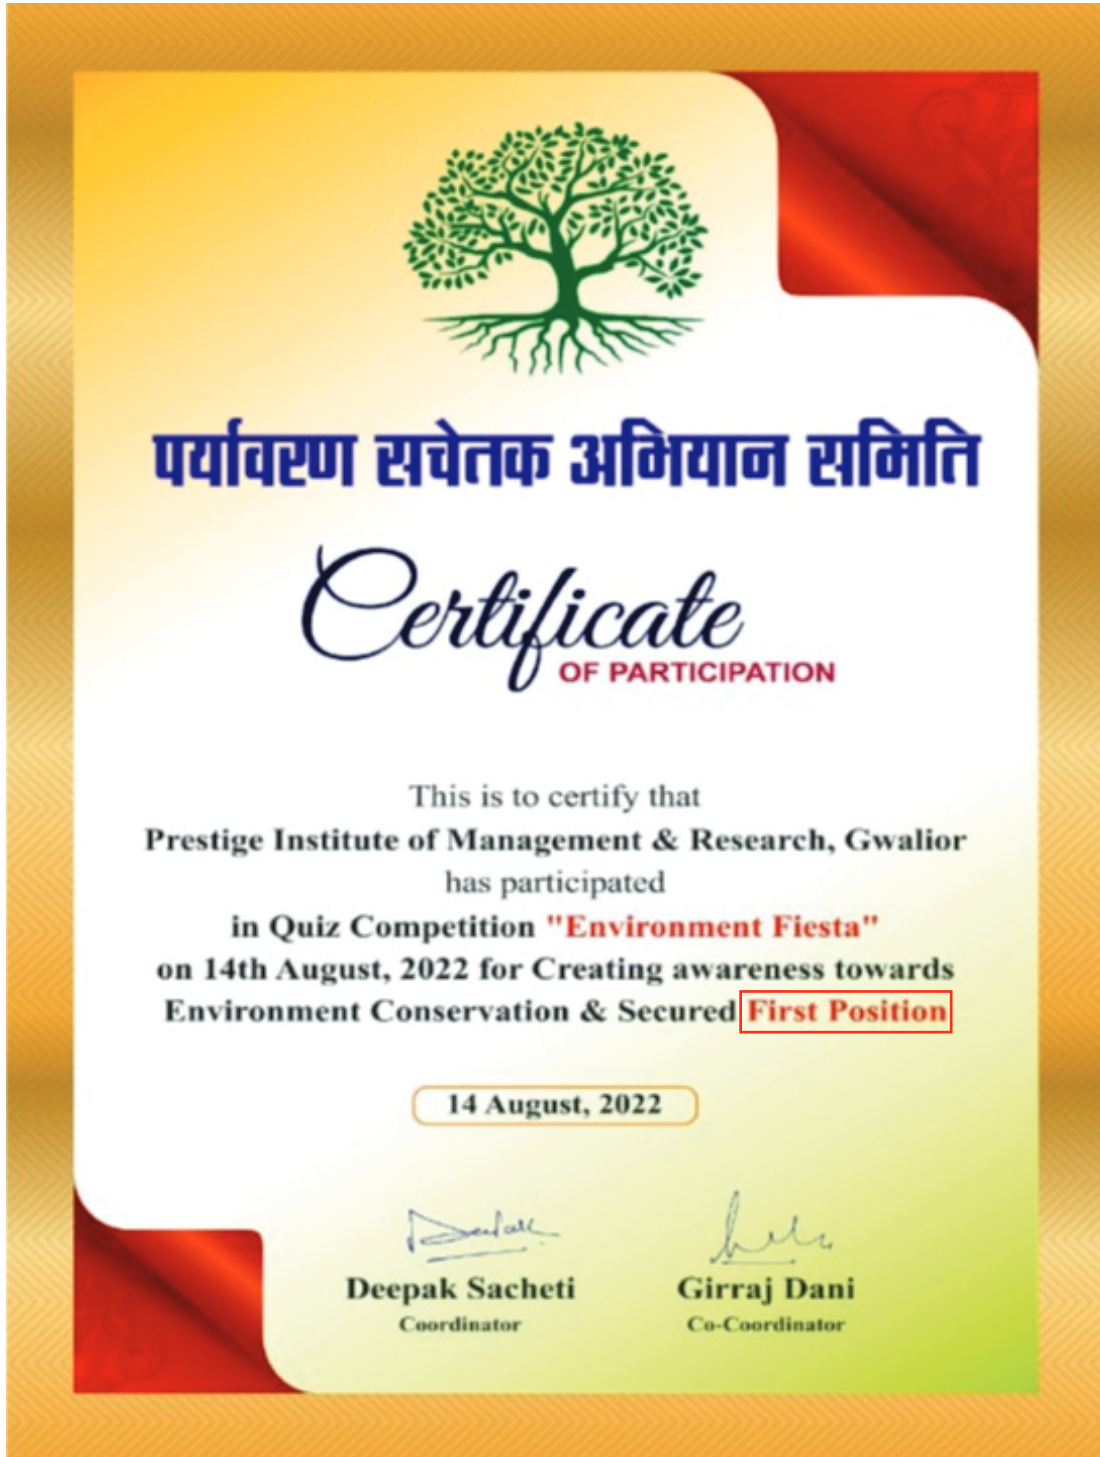 पर्यावरण सचेतक अभियान समिति
Certificate
OF PARTICIPATION
This is to certify that
Prestige Institute of Management & Research, Gwalior
has participated
in Quiz Competition "Environment Fiesta"
on 14th August, 2022 for Creating awareness towards
Environment Conservation & Secured First Position
14 August, 2022
Deepak Sacheti
Coordinator
Girraj Dani
Co-Coordinator